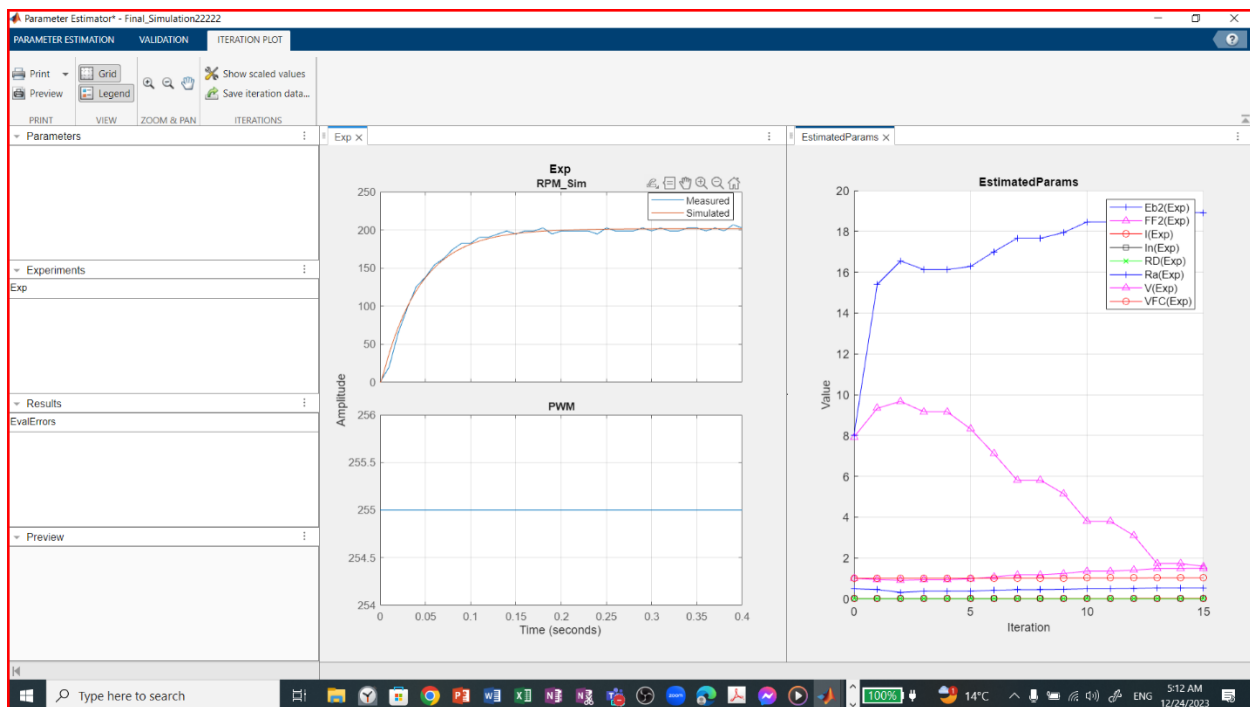 Parameter Estimator* - Final_Simulation22222
PARAMETER ESTIMATION VALIDATION ITERATION PLOT
Print Grid Show scaled values
Preview Legend Save iteration data...
PRINT VIEW ZOOM & PAN ITERATIONS
Parameters
Experiments
Exp
Results
EvalErrors
Preview
Exp
Exp
RPM_Sim
Measured
Simulated
250
200
150
100
50
0
Amplitude
PWM
256
255.5
255
254.5
254
0 0.05 0.1 0.15 0.2 0.25 0.3 0.35 0.4
Time (seconds)
EstimatedParams
EstimatedParams
Eb2(Exp)
FF2(Exp)
I(Exp)
In(Exp)
RD(Exp)
Ra(Exp)
V(Exp)
VFC(Exp)
20
18
16
14
12
10
8
6
4
2
0
Value
0 5 10 15
Iteration
Type here to search
100% 14°C ENG 5:12 AM
12/24/2023